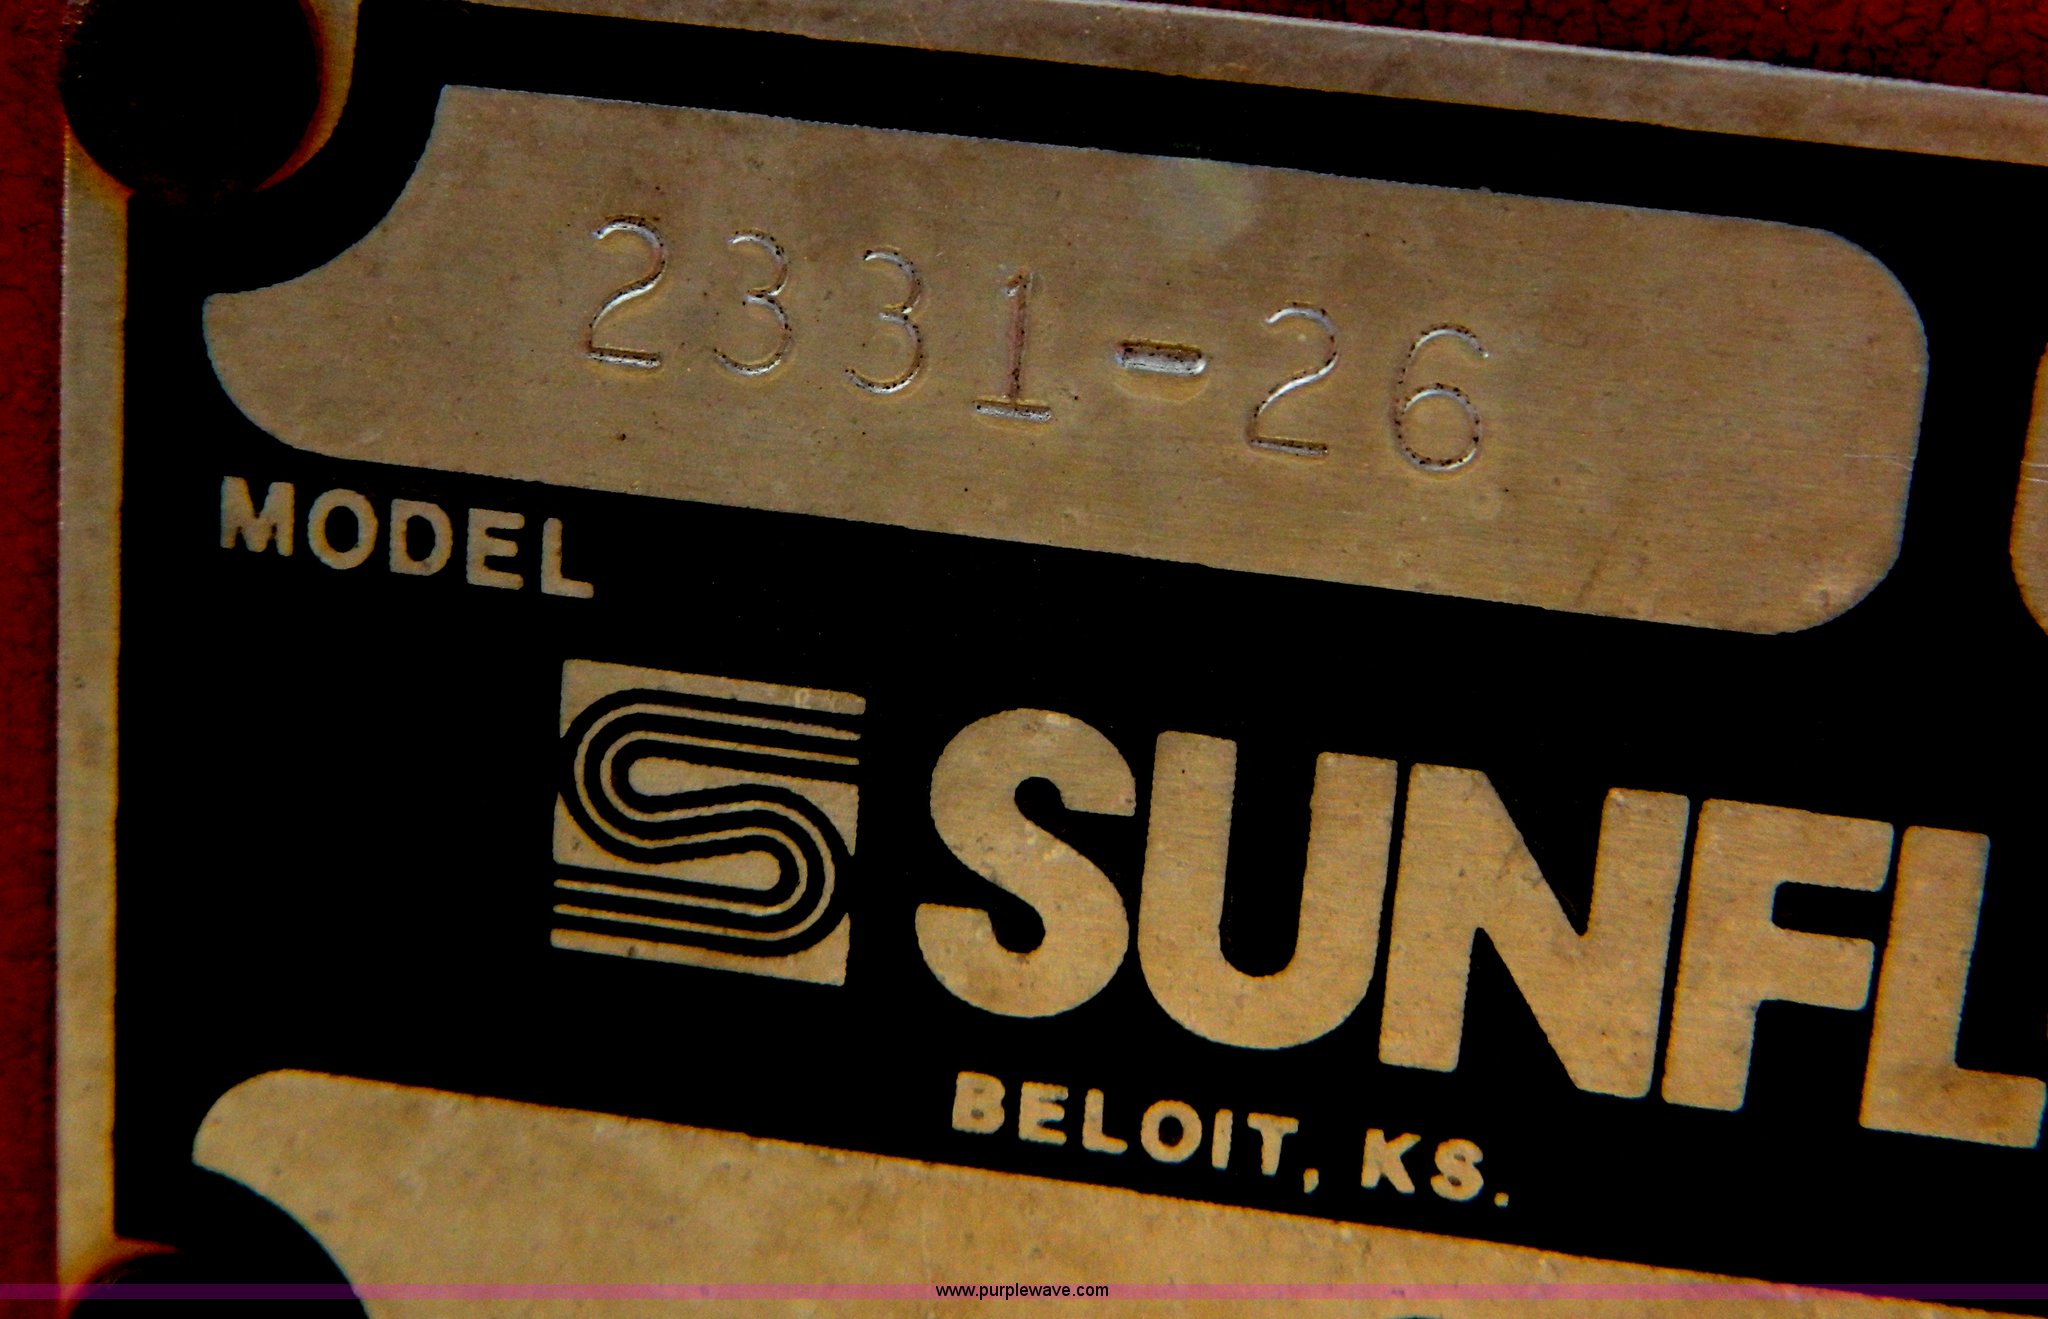 2331-26
MODEL
SUNFL
BELOIT, KS.
www.purplewave.com